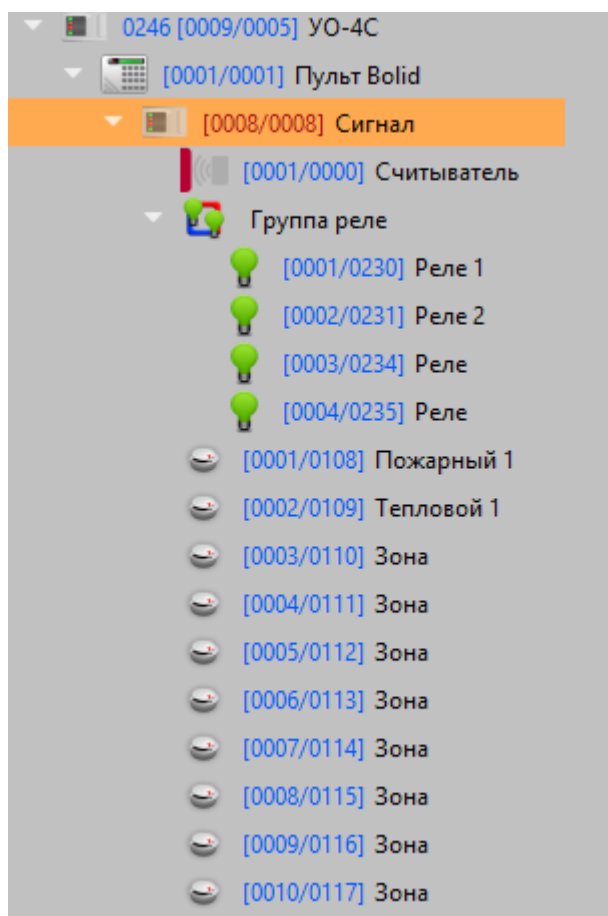 0246 [0009/0005] УО-4С
[0001/0001] Пульт Bolid
[0008/0008] Сигнал
[0001/0000] Считыватель
Группа реле
[0001/0230] Реле 1
[0002/0231] Реле 2
[0003/0234] Реле
[0004/0235] Реле
[0001/0108] Пожарный 1
[0002/0109] Тепловой 1
[0003/0110] Зона
[0004/0111] Зона
[0005/0112] Зона
[0006/0113] Зона
[0007/0114] Зона
[0008/0115] Зона
[0009/0116] Зона
[0010/0117] Зона